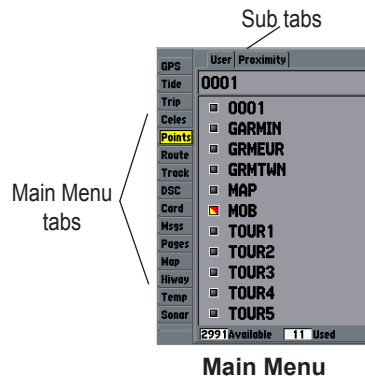 Sub tabs
User Proximity
GPS
Tide
Trip
Celes
Points
Route
Track
DSC
Card
Msgs
Pages
Map
Hiway
Temp
Sonar
0001
0001
GARMIN
GRMEUR
GRMTWN
MAP
MOB
TOUR1
TOUR2
TOUR3
TOUR4
TOUR5
2991 Available 11 Used
Main Menu
tabs
Main Menu